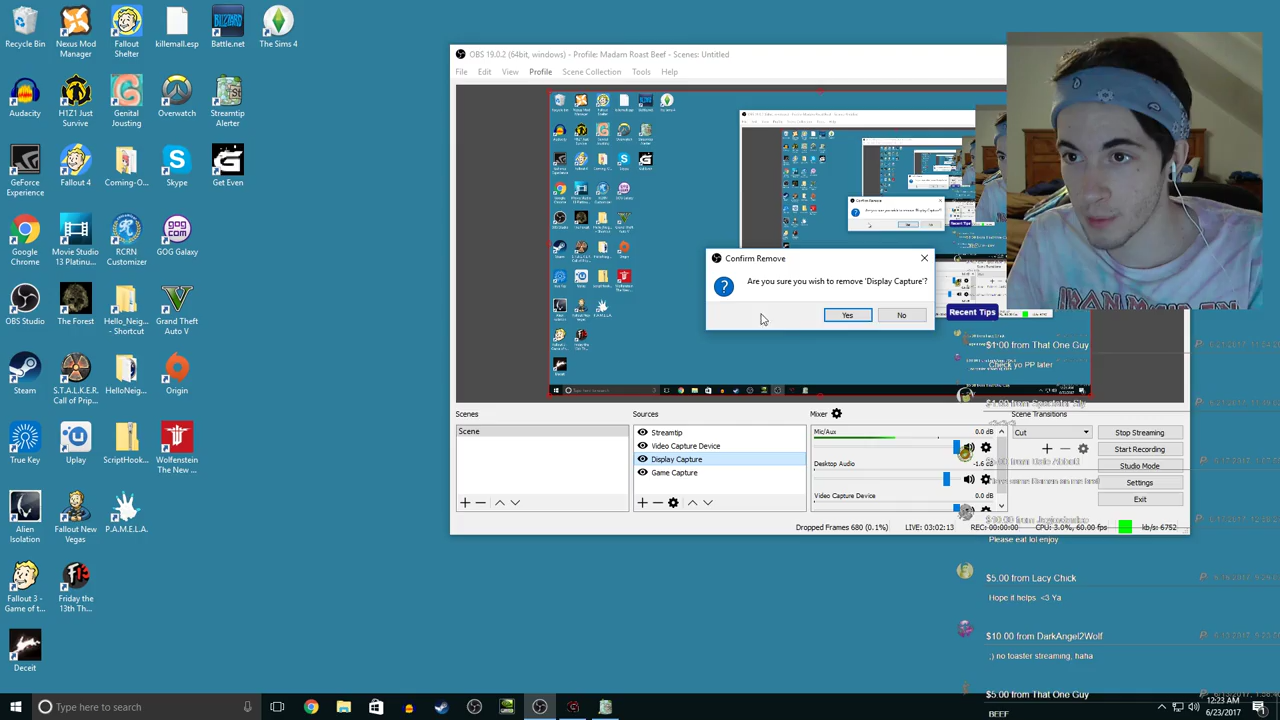 Recycle Bin
Nexus Mod Manager
Fallout Shelter
killemall.esp
Battle.net
The Sims 4
Audacity
H1Z1 Just Survive
Genital Jousting
Overwatch
Streamtip Alerter
GeForce Experience
Fallout 4
Coming-O...
Skype
Get Even
Google Chrome
Movie Studio 13 Platinu...
RCRN Customizer
GOG Galaxy
OBS Studio
The Forest
Hello_Neig... - Shortcut
Grand Theft Auto V
Steam
S.T.A.L.K.E.R. Call of Prip...
HelloNeig...
Origin
True Key
Uplay
ScriptHook...
Wolfenstein The New ...
Alien Isolation
Fallout New Vegas
P.A.M.E.L.A.
Fallout 3 - Game of t...
Friday the 13th Th...
Deceit
OBS 19.0.2 (64bit, windows) - Profile: Madam Roast Beef - Scenes: Untitled
File Edit View Profile Scene Collection Tools Help
Confirm Remove
Are you sure you wish to remove 'Display Capture'?
Yes No
Scenes
Scene
Sources
Streamtip
Video Capture Device
Display Capture
Game Capture
Mixer
Mic/Aux 0.0 dB
Desktop Audio -1.6 dB
Video Capture Device 0.0 dB
Scene Transitions
Cut
Stop Streaming
Start Recording
Studio Mode
Settings
Exit
Dropped Frames 680 (0.1%) LIVE: 03:02:13 REC: 00:00:00 CPU: 3.0%, 60.00 fps kb/s: 6752
Recent Tips
$1.00 from That One Guy
Check yo PP later
Please eat lol enjoy
$5.00 from Lacy Chick
Hope it helps <3 Ya
$10.00 from DarkAngel2Wolf
;) no toaster streaming, haha
$5.00 from That One Guy
BEEF
IRON MAIDEN
Type here to search
12:23 AM
6/23/2017